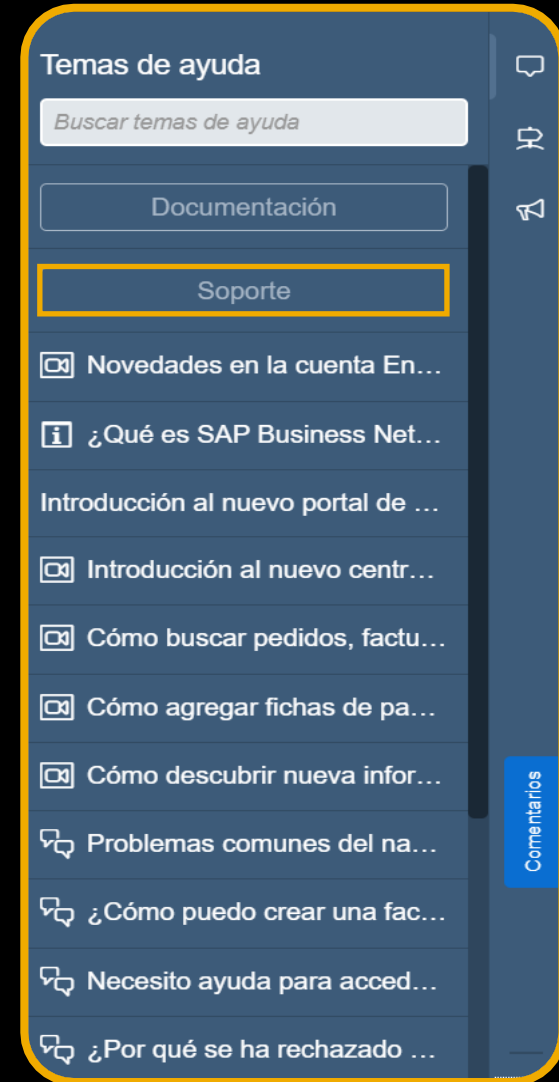 Temas de ayuda
Buscar temas de ayuda
Documentación
Soporte
Novedades en la cuenta En...
¿Qué es SAP Business Net...
Introducción al nuevo portal de ...
Introducción al nuevo centr...
Cómo buscar pedidos, factu...
Cómo agregar fichas de pa...
Cómo descubrir nueva infor...
Problemas comunes del na...
¿Cómo puedo crear una fac...
Necesito ayuda para acced...
¿Por qué se ha rechazado ...
Comentarios